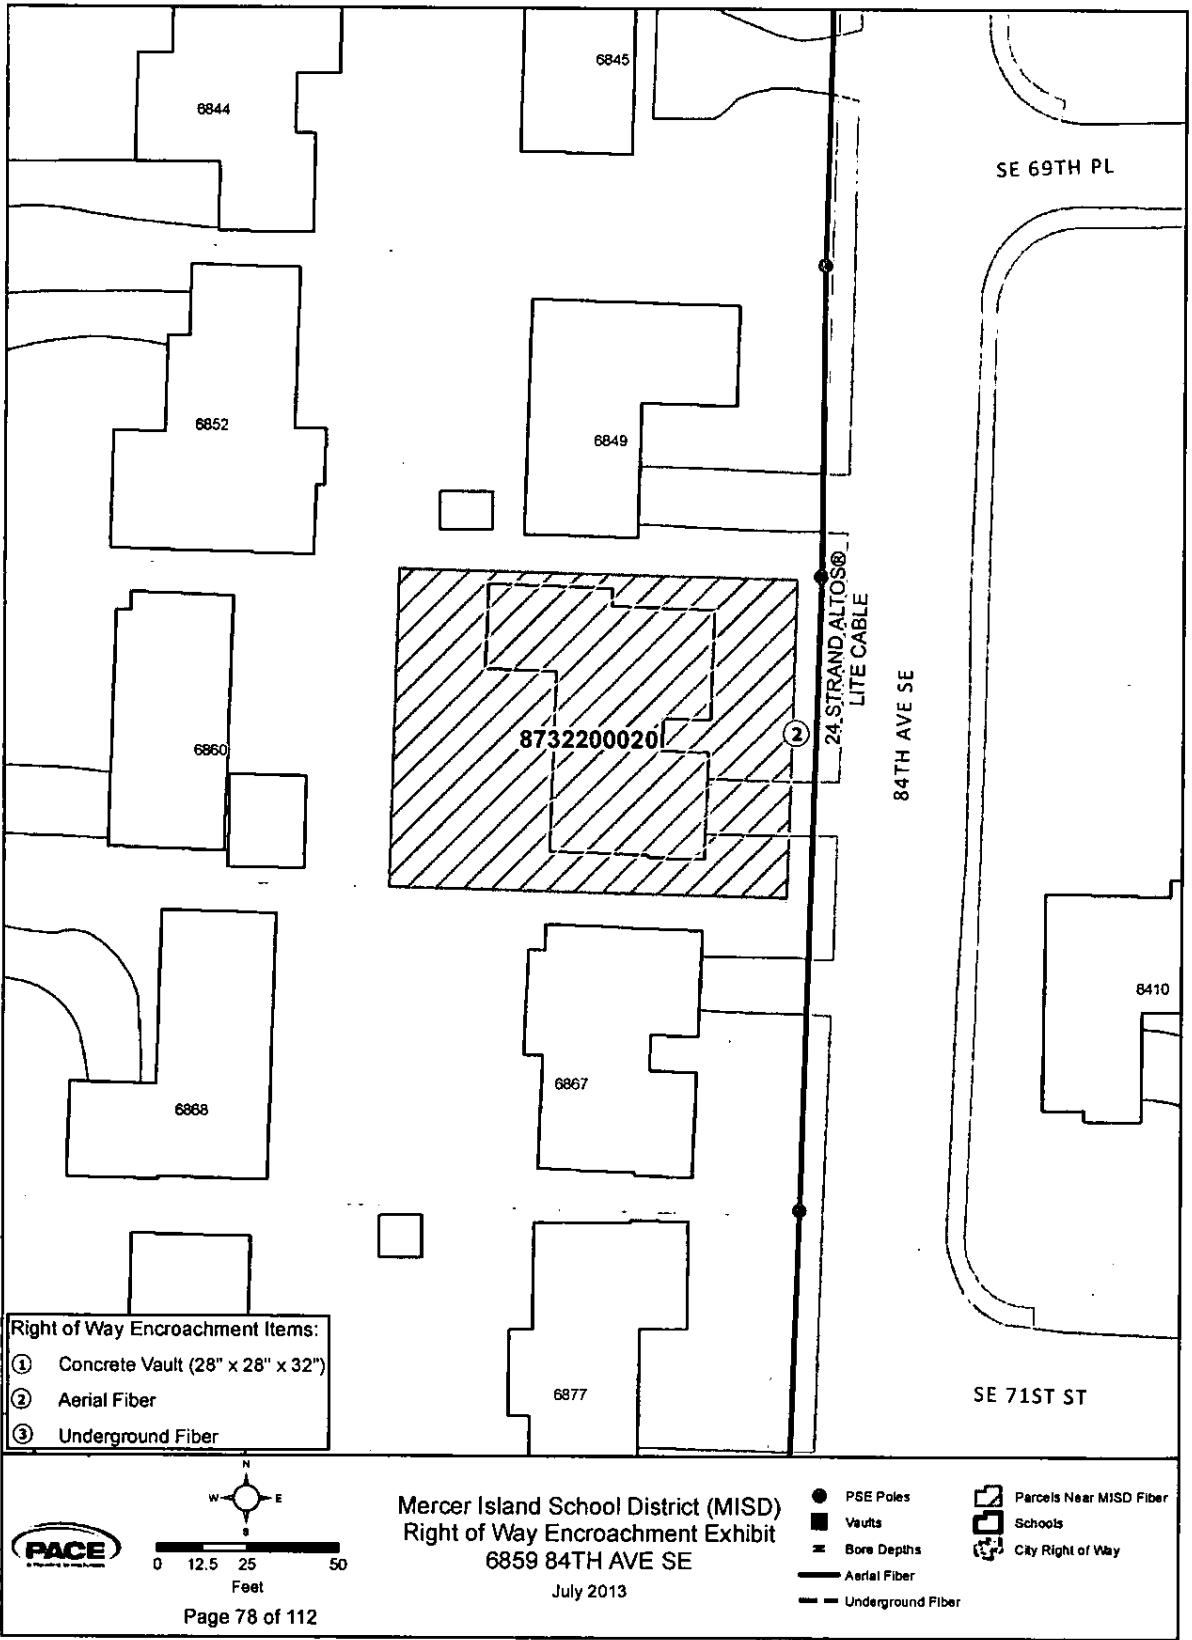 6845
6844
SE 69TH PL
6852
6849
24 STRAND ALTOS®
LITE CABLE
84TH AVE SE
8732200020
2
6860
8410
6867
6868
Right of Way Encroachment Items:
1 Concrete Vault (28" x 28" x 32")
2 Aerial Fiber
3 Underground Fiber
6877
SE 71ST ST
N
W E
S
PACE
0 12.5 25 50
Feet
Page 78 of 112
Mercer Island School District (MISD)
Right of Way Encroachment Exhibit
6859 84TH AVE SE
July 2013
PSE Poles
Vaults
Bore Depths
Aerial Fiber
Underground Fiber
Parcels Near MISD Fiber
Schools
City Right of Way